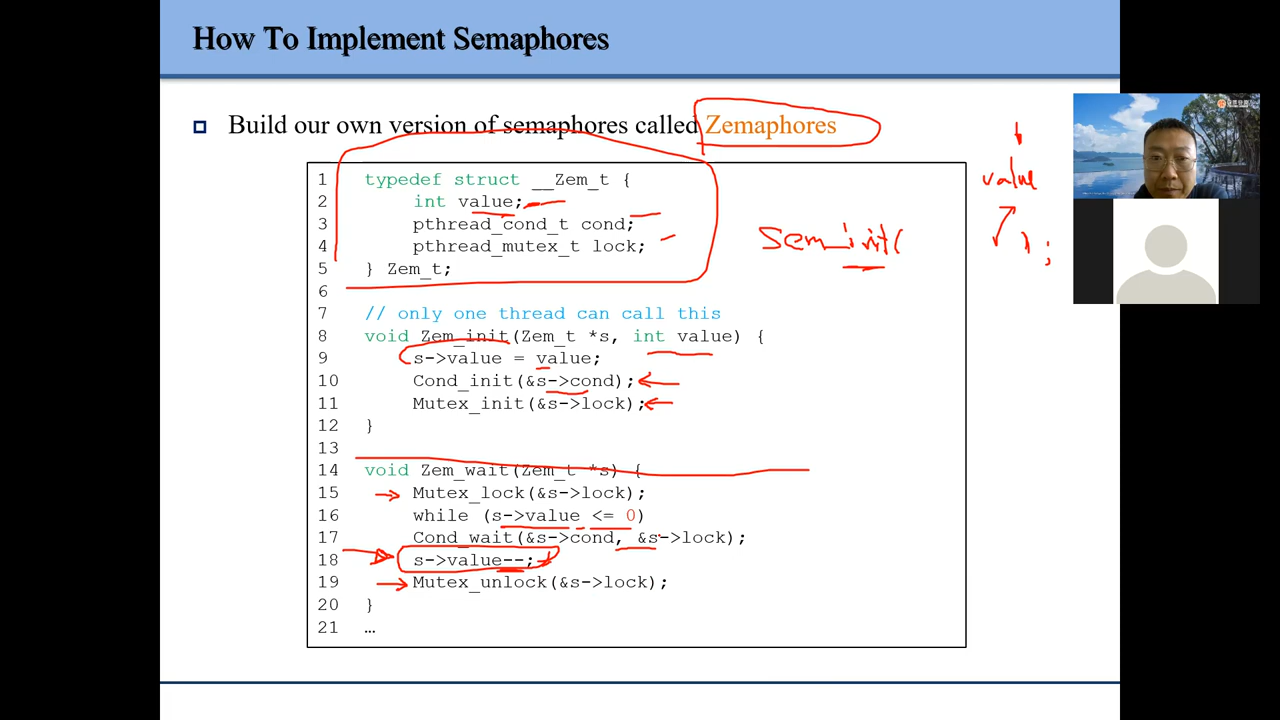 How To Implement Semaphores
Build our own version of semaphores called Zemaphores
1 typedef struct __Zem_t {
2 int value;
3 pthread_cond_t cond;
4 pthread_mutex_t lock;
5 } Zem_t;
6
7 // only one thread can call this
8 void Zem_init(Zem_t *s, int value) {
9 s->value = value;
10 Cond_init(&s->cond);
11 Mutex_init(&s->lock);
12 }
13
14 void Zem_wait(Zem_t *s) {
15 Mutex_lock(&s->lock);
16 while (s->value <= 0)
17 Cond_wait(&s->cond, &s->lock);
18 s->value--;
19 Mutex_unlock(&s->lock);
20 }
21 …
value
sem_init( );